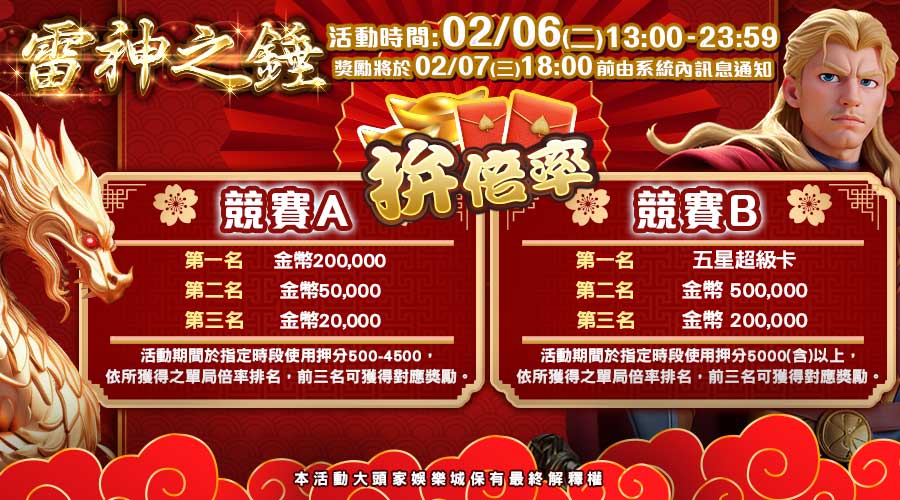 雷神之錘
活動時間:02/06(二)13:00-23:59
獎勵將於02/07(三)18:00前由系統內訊息通知
拚倍率
競賽A
第一名 金幣200,000
第二名 金幣50,000
第三名 金幣20,000
活動期間於指定時段使用押分500-4500，
依所獲得之單局倍率排名，前三名可獲得對應獎勵。
競賽B
第一名 五星超級卡
第二名 金幣 500,000
第三名 金幣 200,000
活動期間於指定時段使用押分5000(含)以上，
依所獲得之單局倍率排名，前三名可獲得對應獎勵。
本活動大頭家娛樂城保有最終解釋權